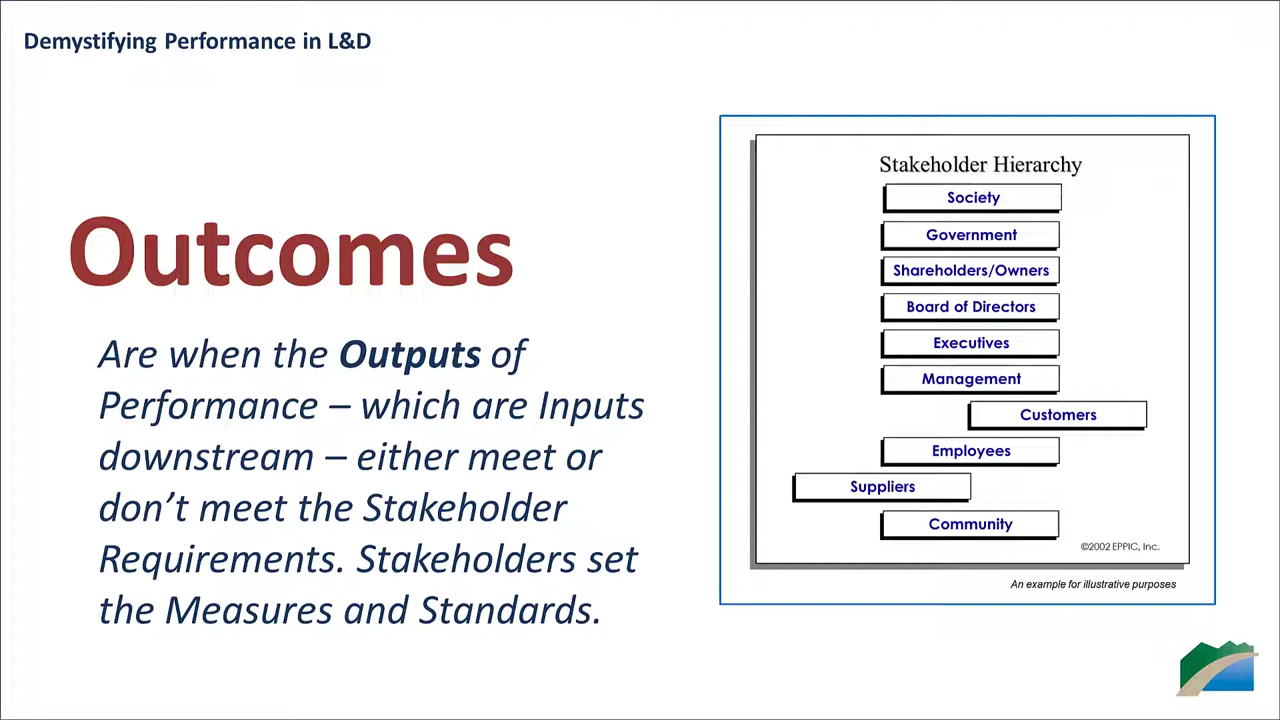 Demystifying Performance in L&D
Outcomes
Are when the Outputs of
Performance – which are Inputs
downstream – either meet or
don’t meet the Stakeholder
Requirements. Stakeholders set
the Measures and Standards.
Stakeholder Hierarchy
Society
Government
Shareholders/Owners
Board of Directors
Executives
Management
Customers
Employees
Suppliers
Community
©2002 EPPIC, Inc.
An example for illustrative purposes